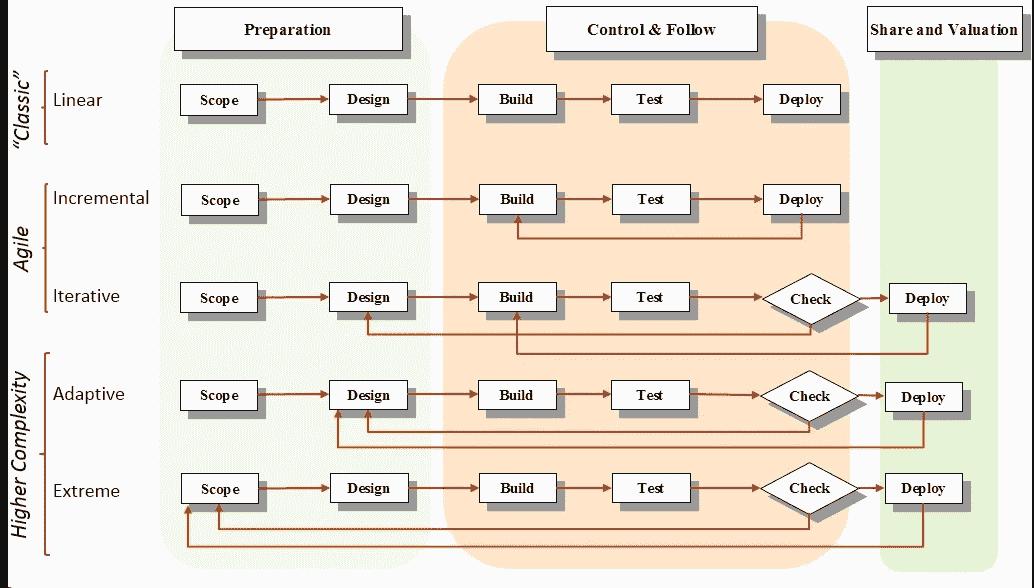 Preparation
Control & Follow
Share and Valuation
"Classic"
Linear
Scope
Design
Build
Test
Deploy
Agile
Incremental
Scope
Design
Build
Test
Deploy
Iterative
Scope
Design
Build
Test
Check
Deploy
Higher Complexity
Adaptive
Scope
Design
Build
Test
Check
Deploy
Extreme
Scope
Design
Build
Test
Check
Deploy